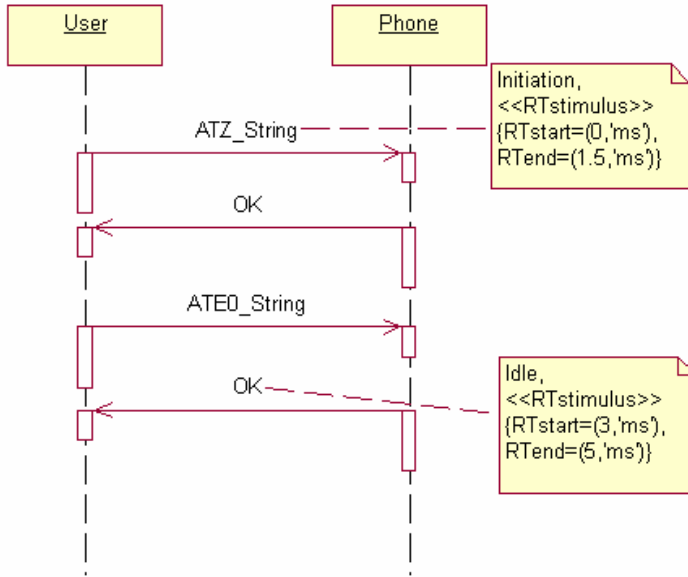 User
Phone
Initiation,
<<RTstimulus>>
{RTstart=(0,'ms'),
RTend=(1.5,'ms')}
ATZ_String
OK
ATE0_String
OK
Idle,
<<RTstimulus>>
{RTstart=(3,'ms'),
RTend=(5,'ms')}